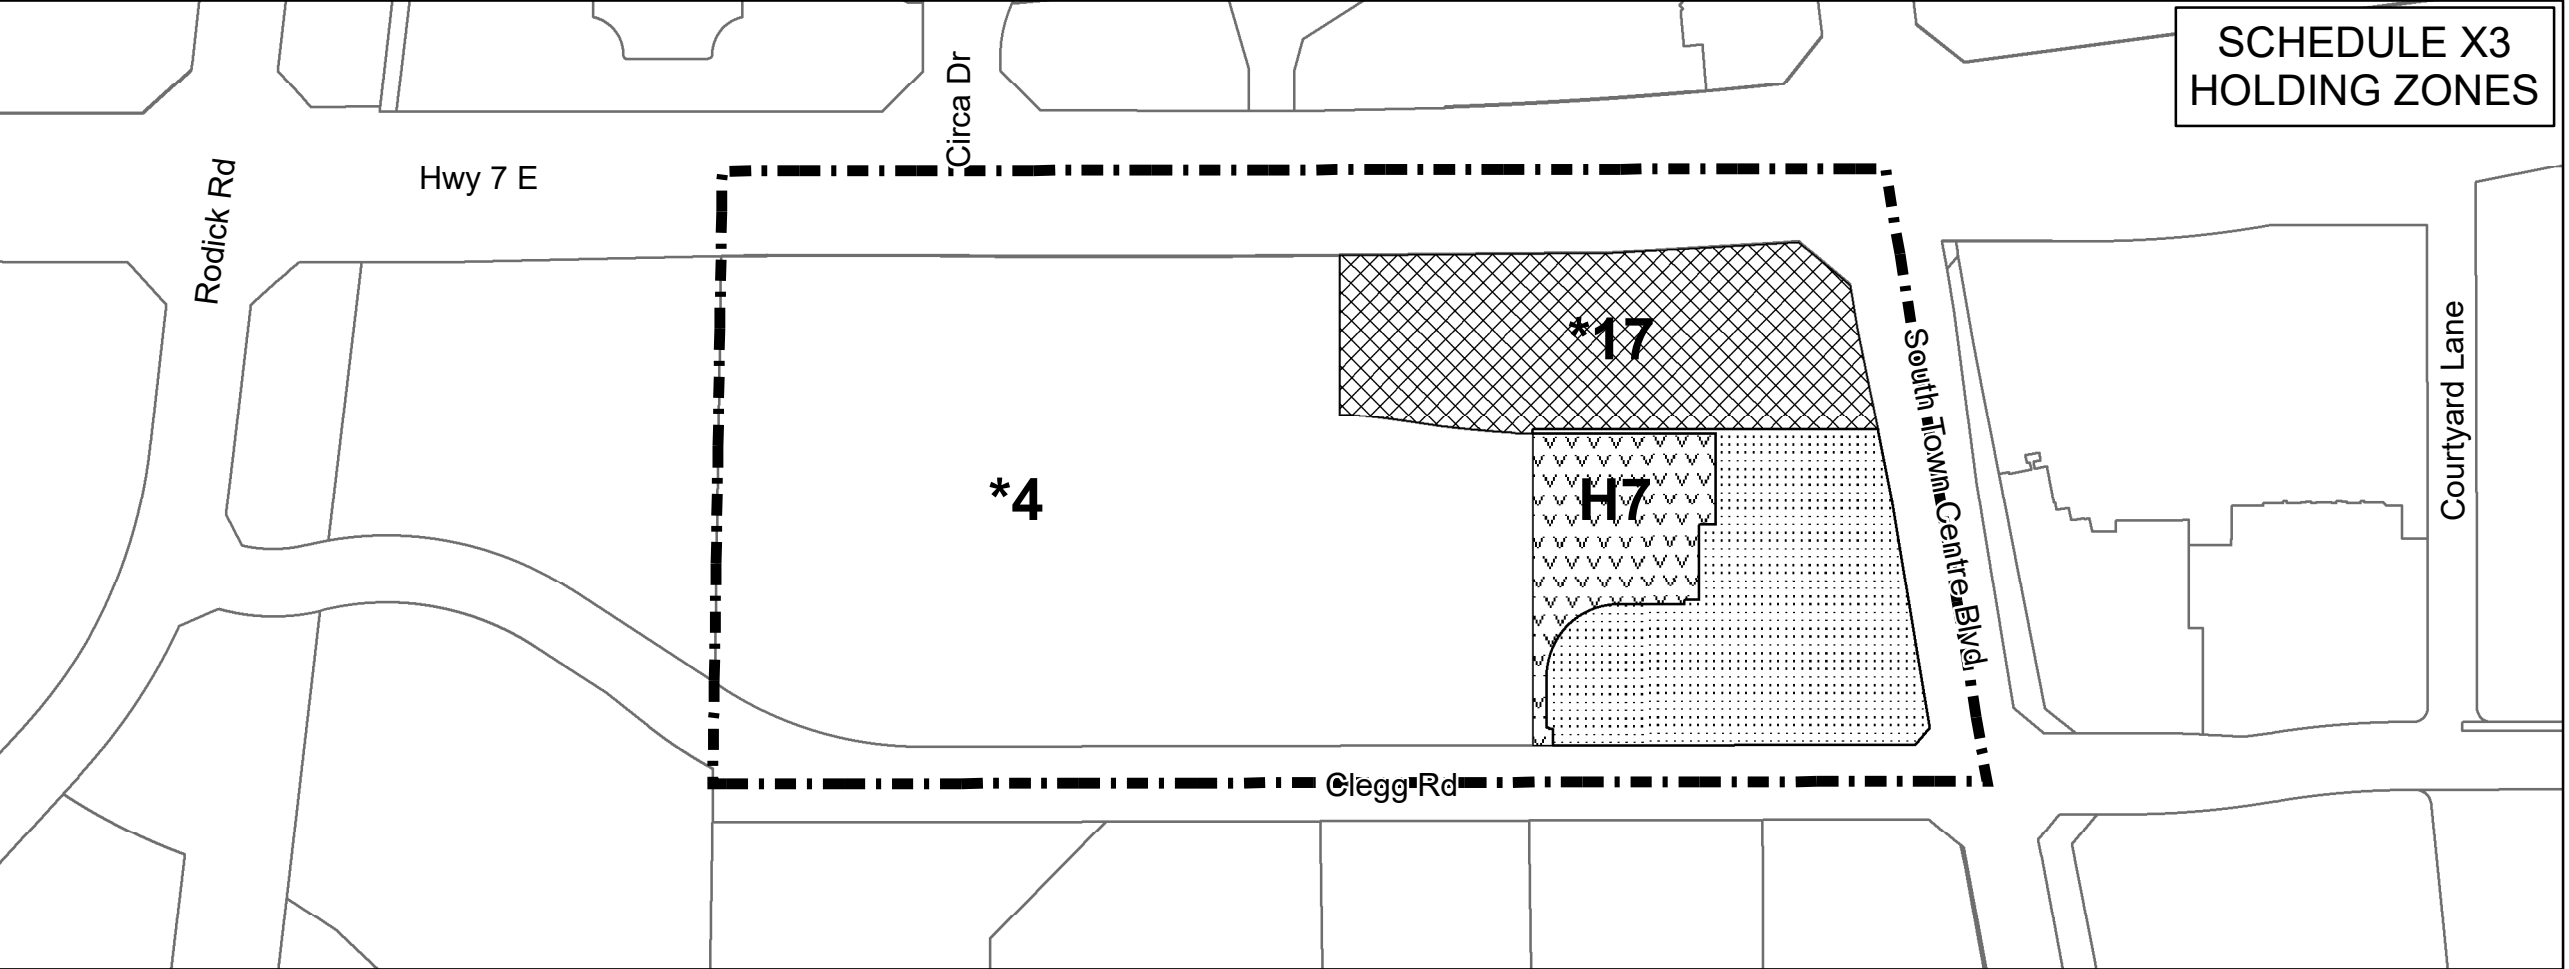 SCHEDULE X3
HOLDING ZONES
Circa Dr
Hwy 7 E
Rodick Rd
*17
South Town Centre Blvd
Courtyard Lane
*4
H7
Clegg Rd